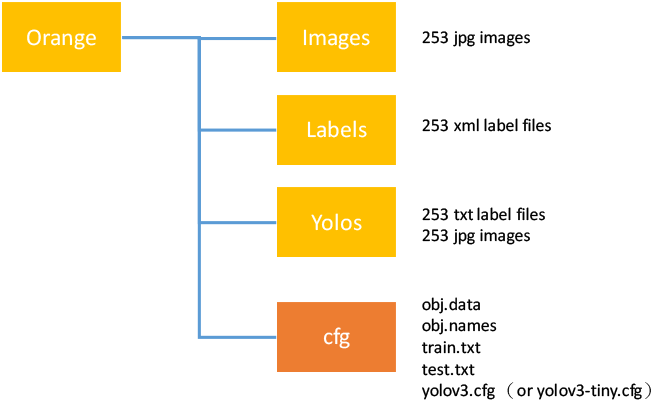 Orange
Images
253 jpg images
Labels
253 xml label files
Yolos
253 txt label files
253 jpg images
cfg
obj.data
obj.names
train.txt
test.txt
yolov3.cfg （or yolov3-tiny.cfg）